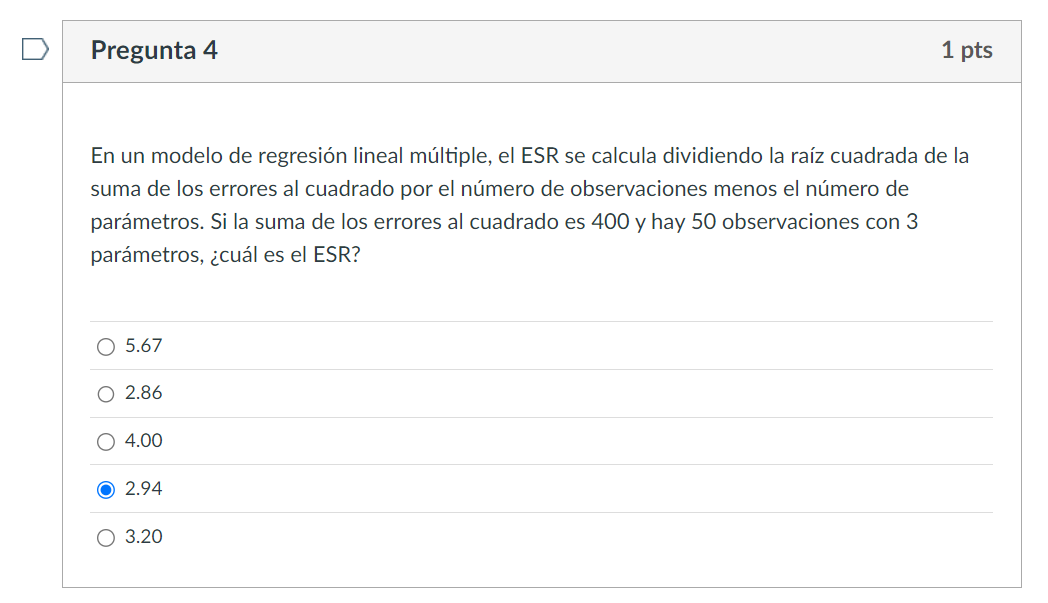 Pregunta 4
1 pts
En un modelo de regresión lineal múltiple, el ESR se calcula dividiendo la raíz cuadrada de la
suma de los errores al cuadrado por el número de observaciones menos el número de
parámetros. Si la suma de los errores al cuadrado es 400 y hay 50 observaciones con 3
parámetros, ¿cuál es el ESR?
5.67
2.86
4.00
2.94
3.20